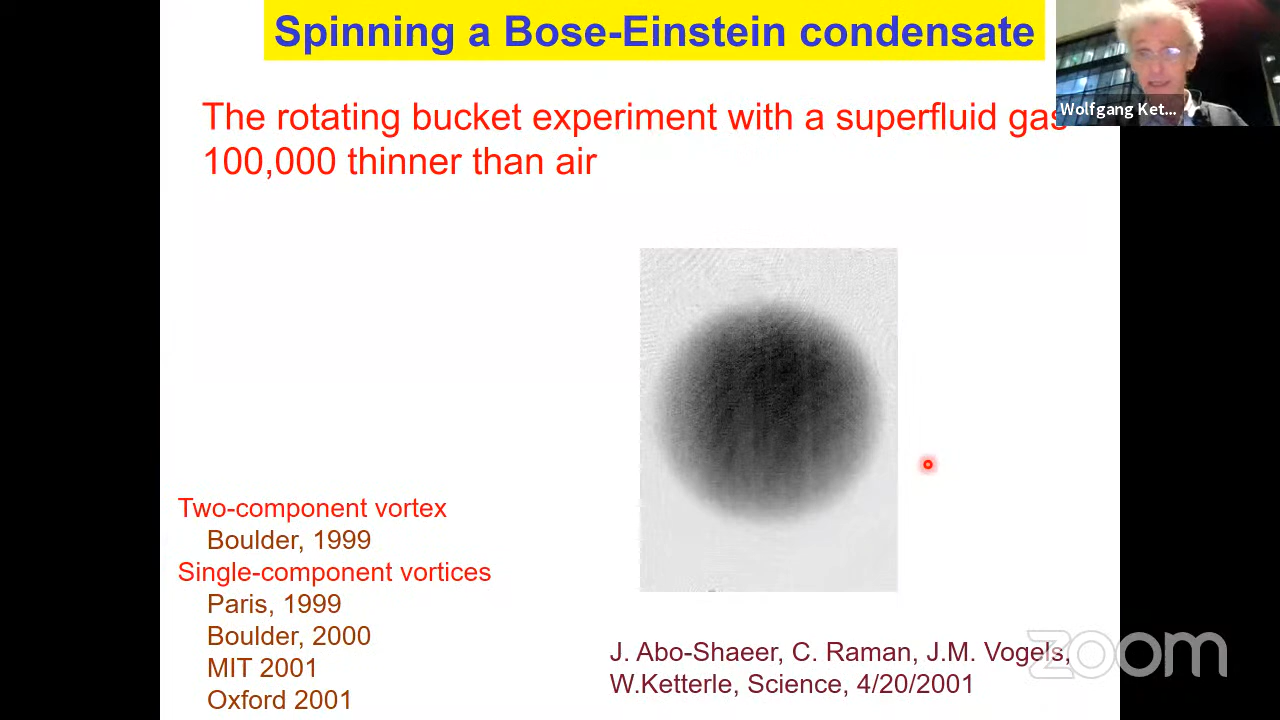 Spinning a Bose-Einstein condensate
Wolfgang Ket...
The rotating bucket experiment with a superfluid gas
100,000 thinner than air
Two-component vortex
Boulder, 1999
Single-component vortices
Paris, 1999
Boulder, 2000
MIT 2001
Oxford 2001
J. Abo-Shaeer, C. Raman, J.M. Vogels,
W.Ketterle, Science, 4/20/2001
zoom